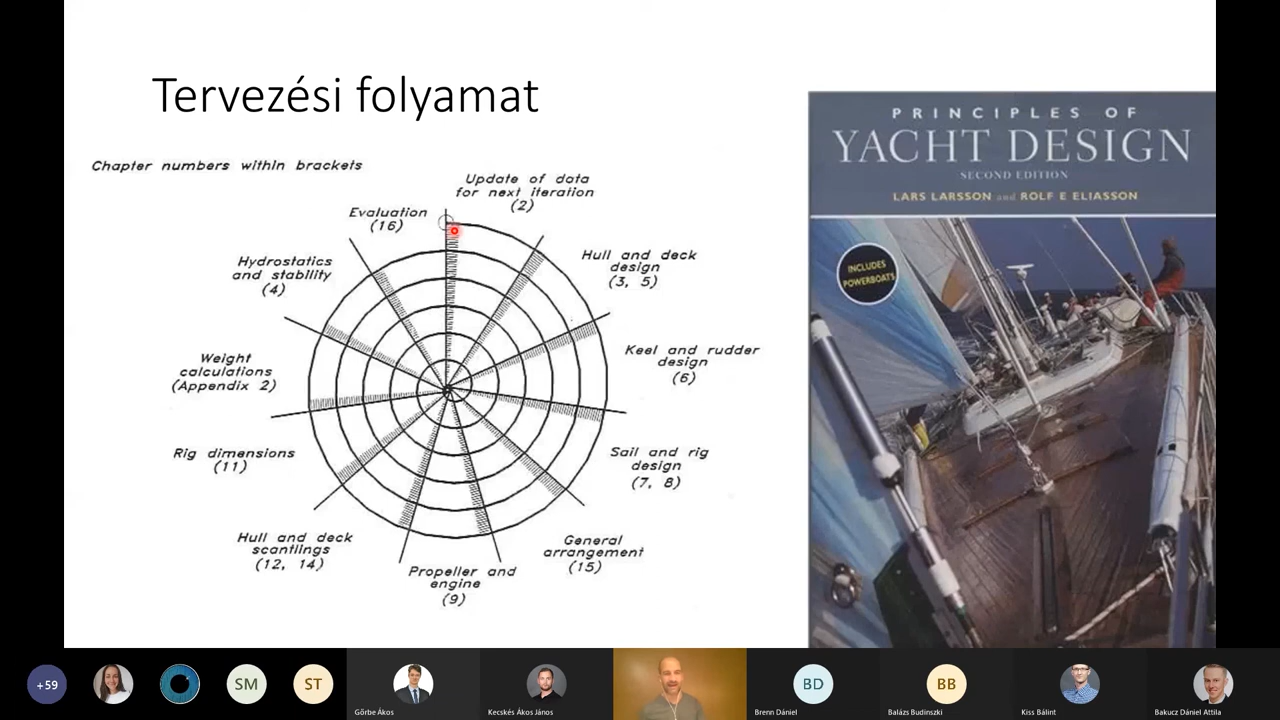 Tervezési folyamat
Chapter numbers within brackets
Update of data
for next iteration
(2)
Evaluation
(16)
Hull and deck
design
(3, 5)
Hydrostatics
and stability
(4)
Keel and rudder
design
(6)
Weight
calculations
(Appendix 2)
Sail and rig
design
(7, 8)
Rig dimensions
(11)
General
arrangement
(15)
Hull and deck
scantlings
(12, 14)
Propeller and
engine
(9)
PRINCIPLES OF
YACHT DESIGN
SECOND EDITION
LARS LARSSON and ROLF E ELIASSON
INCLUDES
POWERBOATS
+59
SM
ST
Gőrbe Ákos
Kecskés Ákos János
BD
Brenn Dániel
BB
Balázs Budinszki
Kiss Bálint
Bakucz Dániel Attila